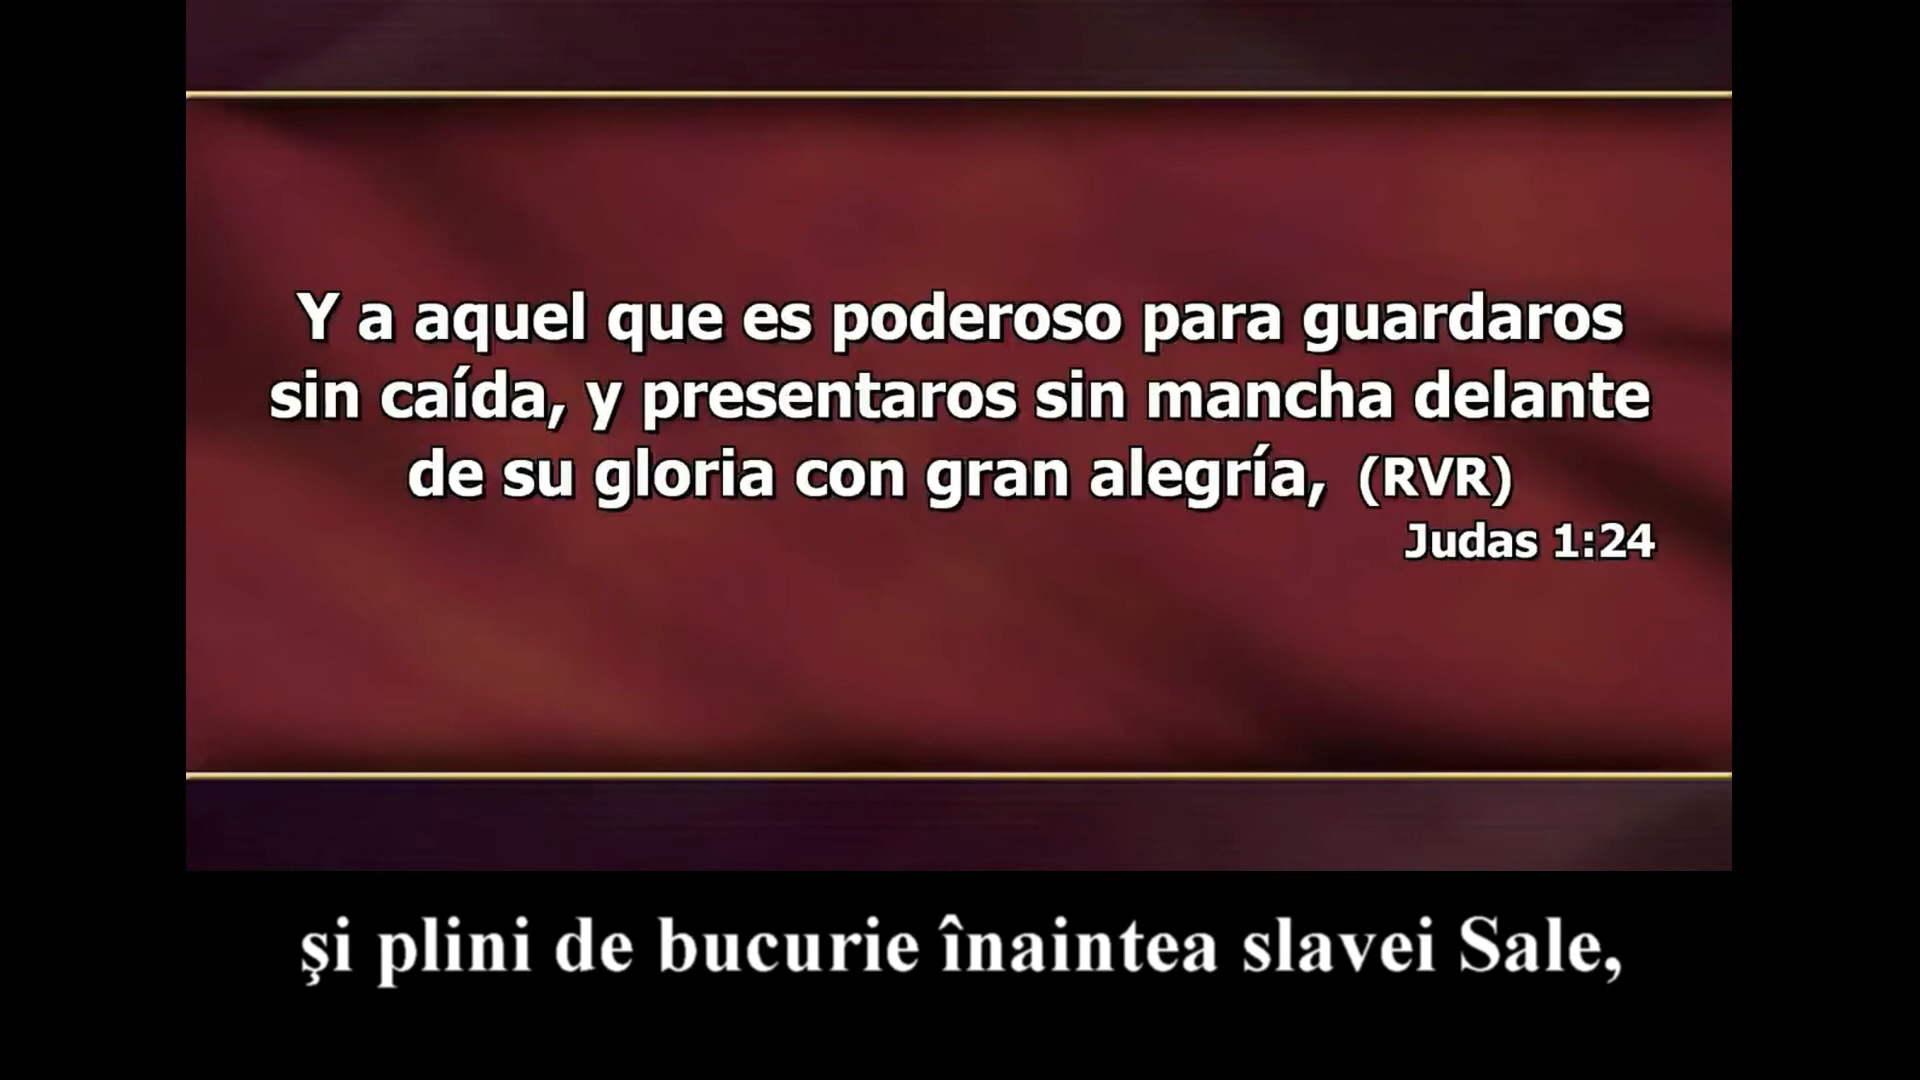 Y a aquel que es poderoso para guardaros
sin caída, y presentaros sin mancha delante
de su gloria con gran alegría, (RVR)
Judas 1:24
şi plini de bucurie înaintea slavei Sale,